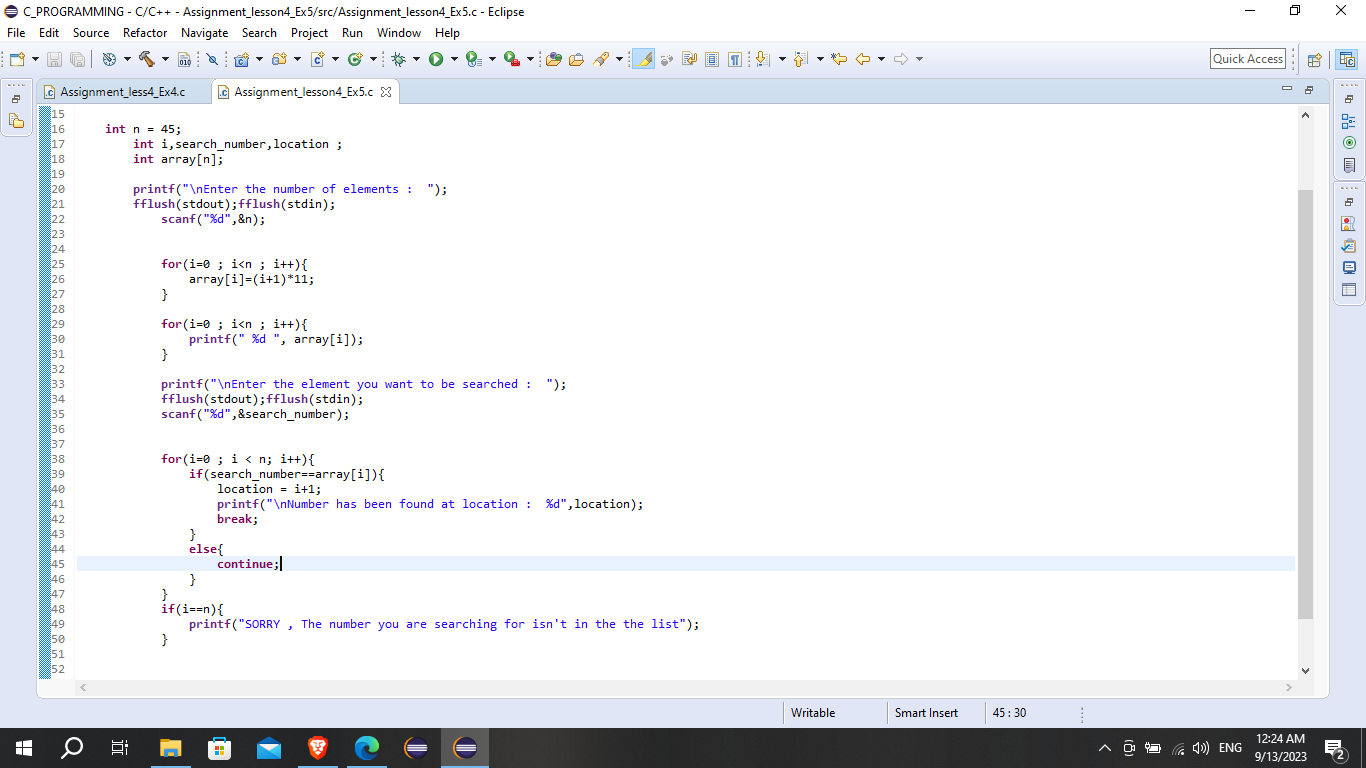 C_PROGRAMMING - C/C++ - Assignment_lesson4_Ex5/src/Assignment_lesson4_Ex5.c - Eclipse
File Edit Source Refactor Navigate Search Project Run Window Help
Quick Access
Assignment_less4_Ex4.c Assignment_lesson4_Ex5.c
15
16 int n = 45;
17 int i,search_number,location ;
18 int array[n];
19
20 printf("\nEnter the number of elements :  ");
21 fflush(stdout);fflush(stdin);
22 scanf("%d",&n);
23
24
25 for(i=0 ; i<n ; i++){
26 array[i]=(i+1)*11;
27 }
28
29 for(i=0 ; i<n ; i++){
30 printf(" %d ", array[i]);
31 }
32
33 printf("\nEnter the element you want to be searched :  ");
34 fflush(stdout);fflush(stdin);
35 scanf("%d",&search_number);
36
37
38 for(i=0 ; i < n; i++){
39 if(search_number==array[i]){
40 location = i+1;
41 printf("\nNumber has been found at location :  %d",location);
42 break;
43 }
44 else{
45 continue;
46 }
47 }
48 if(i==n){
49 printf("SORRY , The number you are searching for isn't in the the list");
50 }
51
52
Writable Smart Insert 45 : 30
ENG 12:24 AM
9/13/2023 2